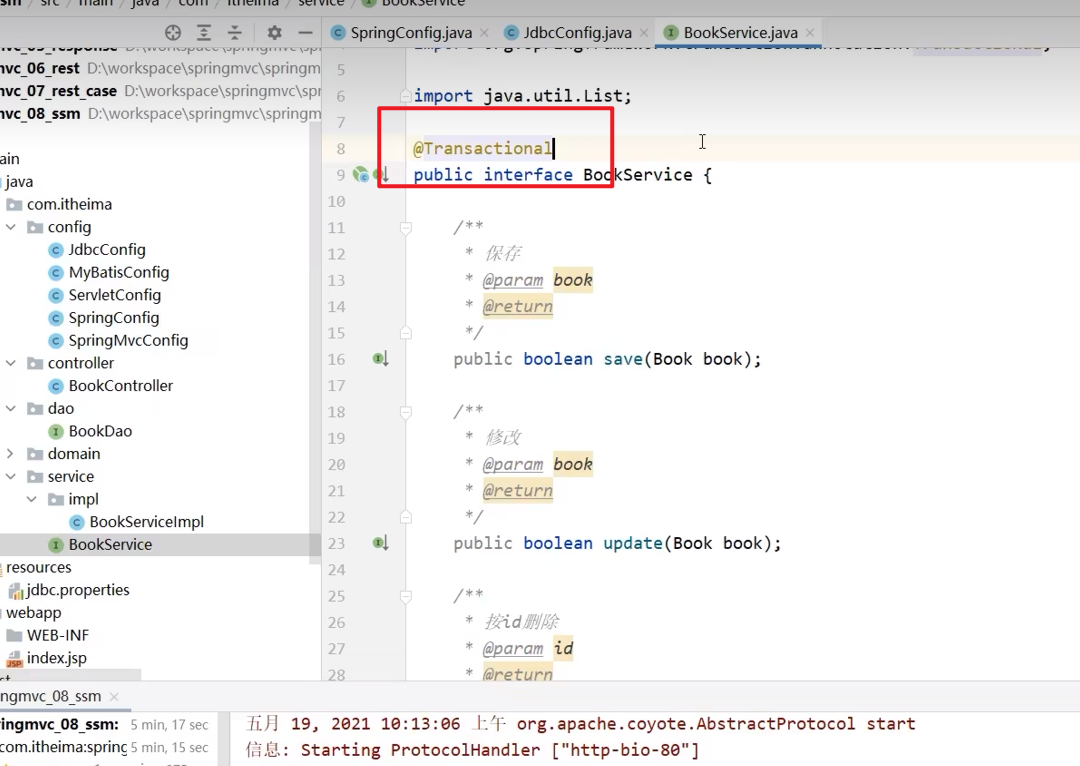 src main java com itheima service BookService
SpringConfig.java JdbcConfig.java BookService.java
mvc_06_rest D:\workspace\springmvc\springm
mvc_07_rest_case D:\workspace\springmvc\spr
mvc_08_ssm D:\workspace\springmvc\springm
ain
java
com.itheima
config
JdbcConfig
MyBatisConfig
ServletConfig
SpringConfig
SpringMvcConfig
controller
BookController
dao
BookDao
domain
service
impl
BookServiceImpl
BookService
resources
jdbc.properties
webapp
WEB-INF
index.jsp
5
6 import java.util.List;
7
8 @Transactional
9 public interface BookService {
10
11 /**
12 * 保存
13 * @param book
14 * @return
15 */
16 public boolean save(Book book);
17
18 /**
19 * 修改
20 * @param book
21 * @return
22 */
23 public boolean update(Book book);
24
25 /**
26 * 按id删除
27 * @param id
28 * @return
ngmvc_08_ssm
ringmvc_08_ssm: 5 min, 17 sec
com.itheima:spring 5 min, 15 sec
五月 19, 2021 10:13:06 上午 org.apache.coyote.AbstractProtocol start
信息: Starting ProtocolHandler ["http-bio-80"]